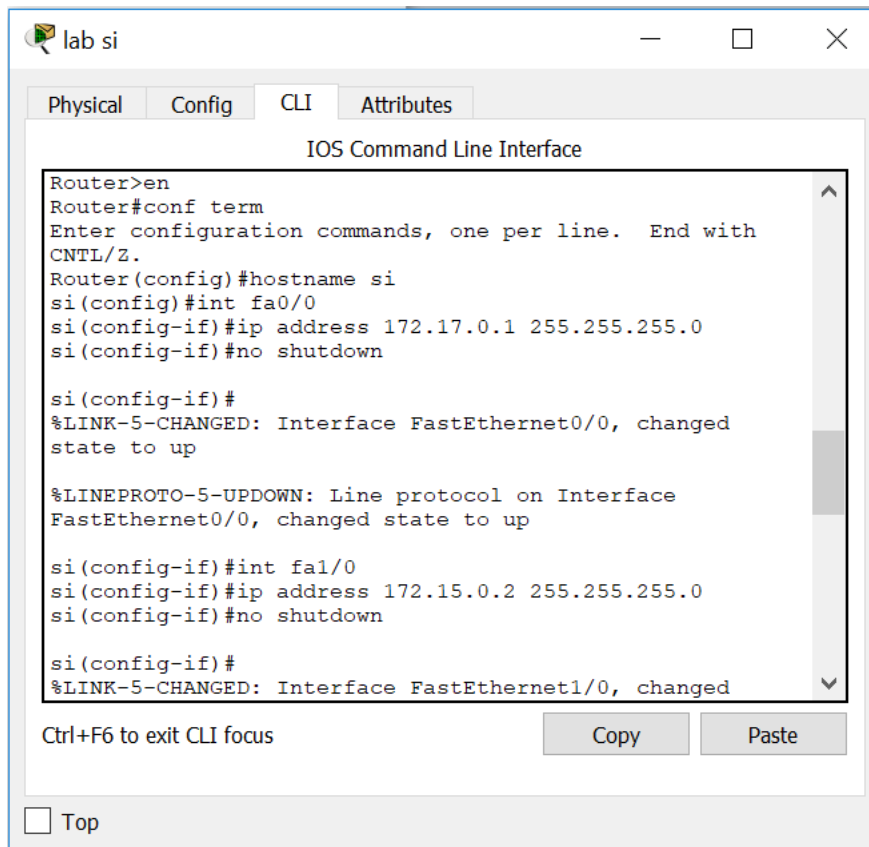 lab si
Physical Config CLI Attributes
IOS Command Line Interface
Router>en
Router#conf term
Enter configuration commands, one per line.  End with
CNTL/Z.
Router(config)#hostname si
si(config)#int fa0/0
si(config-if)#ip address 172.17.0.1 255.255.255.0
si(config-if)#no shutdown
si(config-if)#
%LINK-5-CHANGED: Interface FastEthernet0/0, changed
state to up
%LINEPROTO-5-UPDOWN: Line protocol on Interface
FastEthernet0/0, changed state to up
si(config-if)#int fa1/0
si(config-if)#ip address 172.15.0.2 255.255.255.0
si(config-if)#no shutdown
si(config-if)#
%LINK-5-CHANGED: Interface FastEthernet1/0, changed
Ctrl+F6 to exit CLI focus Copy Paste
Top